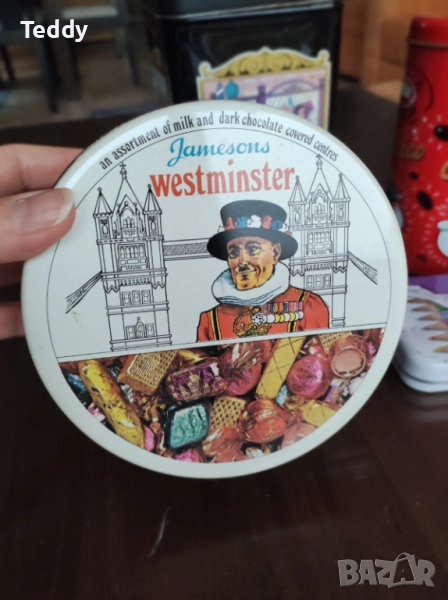 Teddy
an assortment of milk and dark chocolate covered centres
Jamesons
westminster
BAZAR